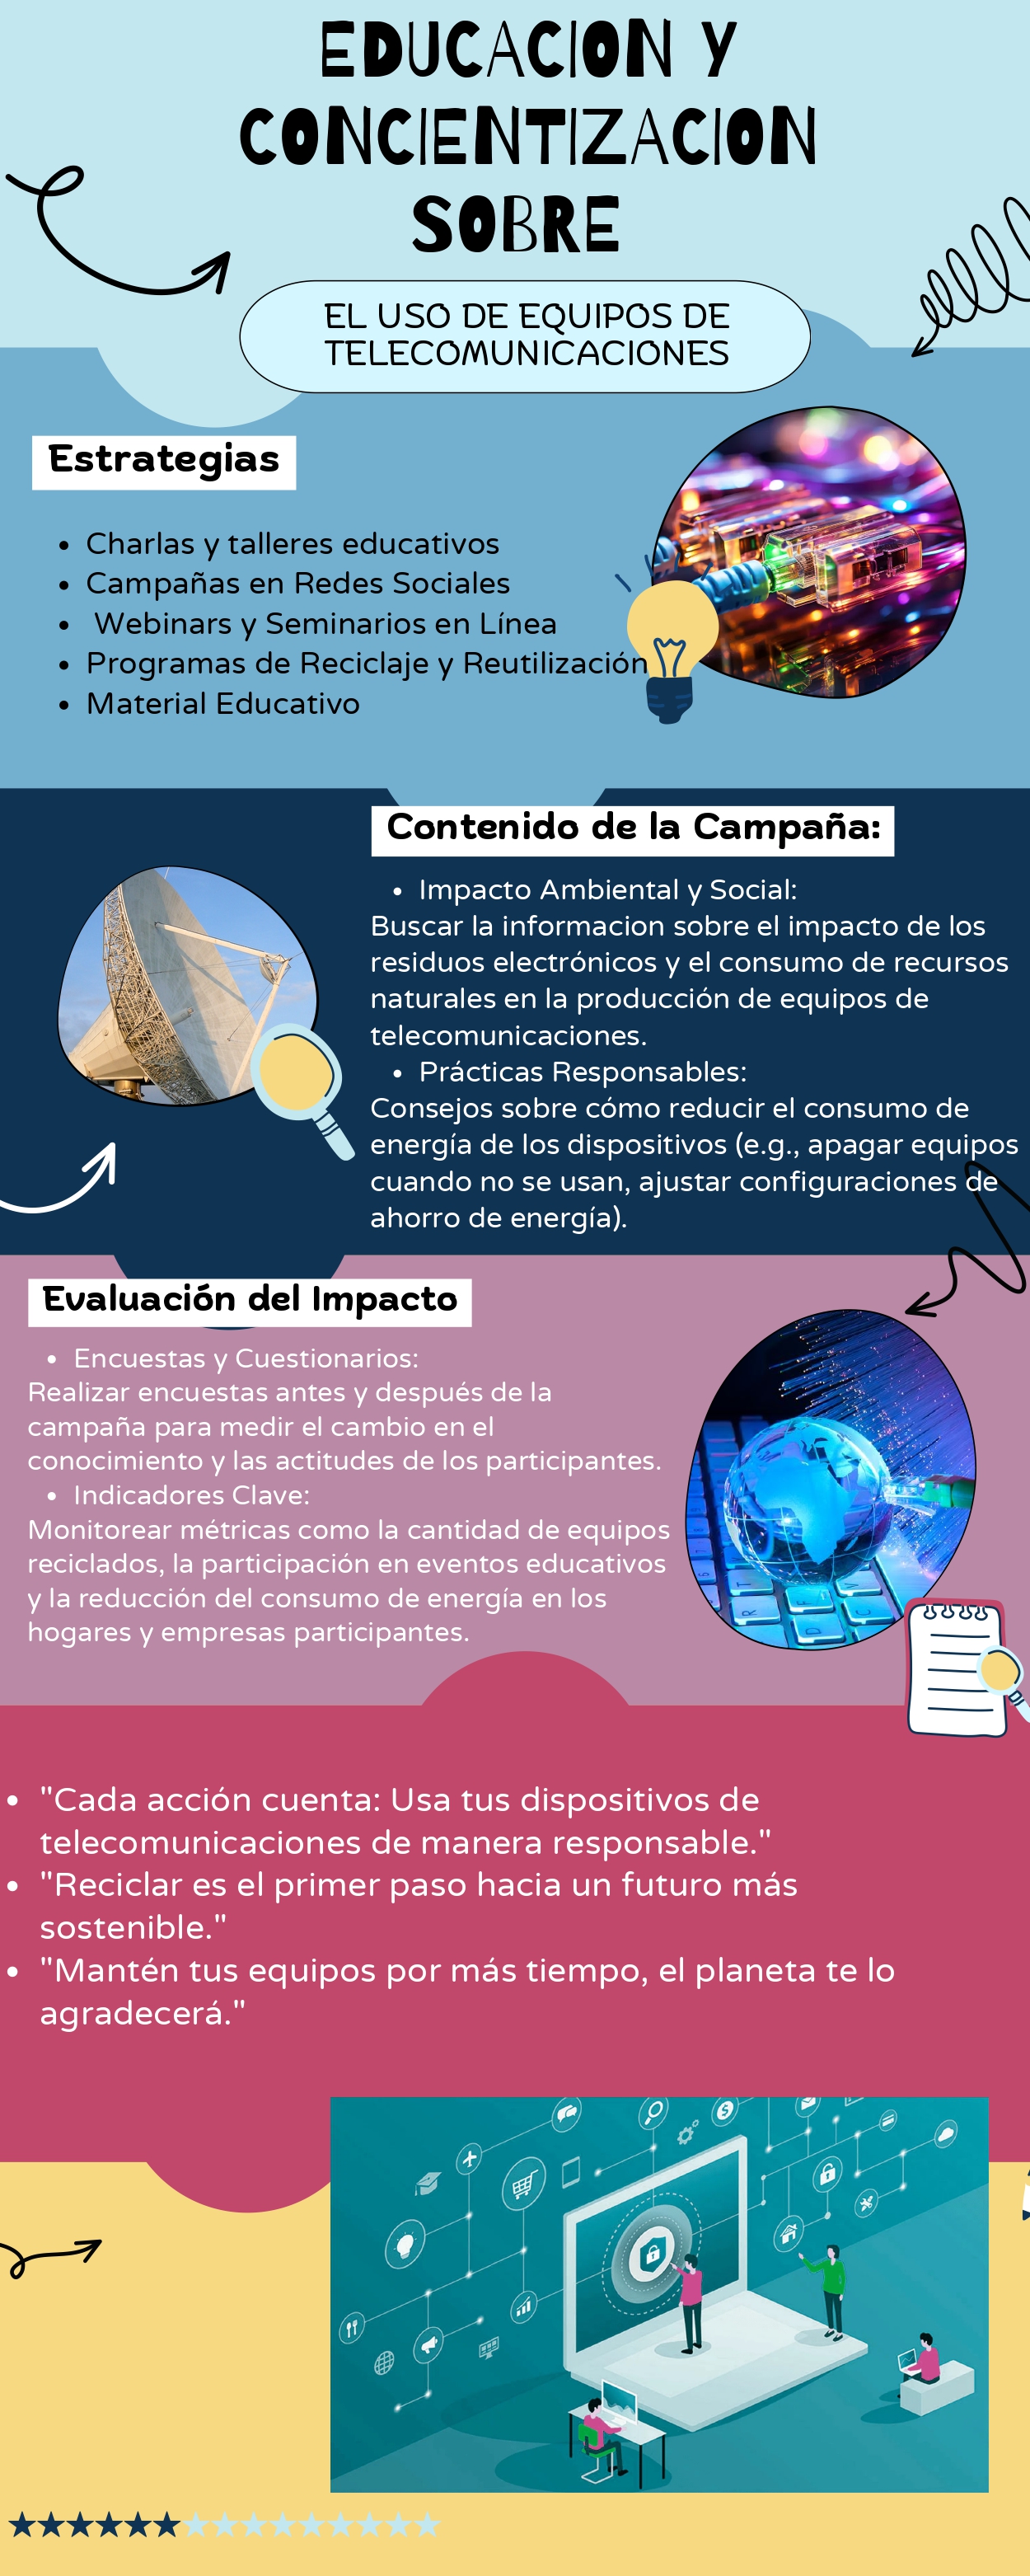 EDUCACION Y
CONCIENTIZACION
SOBRE
EL USO DE EQUIPOS DE
TELECOMUNICACIONES
Estrategias
• Charlas y talleres educativos
• Campañas en Redes Sociales
• Webinars y Seminarios en Línea
• Programas de Reciclaje y Reutilización
• Material Educativo
Contenido de la Campaña:
• Impacto Ambiental y Social:
Buscar la informacion sobre el impacto de los
residuos electrónicos y el consumo de recursos
naturales en la producción de equipos de
telecomunicaciones.
• Prácticas Responsables:
Consejos sobre cómo reducir el consumo de
energía de los dispositivos (e.g., apagar equipos
cuando no se usan, ajustar configuraciones de
ahorro de energía).
Evaluación del Impacto
• Encuestas y Cuestionarios:
Realizar encuestas antes y después de la
campaña para medir el cambio en el
conocimiento y las actitudes de los participantes.
• Indicadores Clave:
Monitorear métricas como la cantidad de equipos
reciclados, la participación en eventos educativos
y la reducción del consumo de energía en los
hogares y empresas participantes.
• "Cada acción cuenta: Usa tus dispositivos de
telecomunicaciones de manera responsable."
• "Reciclar es el primer paso hacia un futuro más
sostenible."
• "Mantén tus equipos por más tiempo, el planeta te lo
agradecerá."